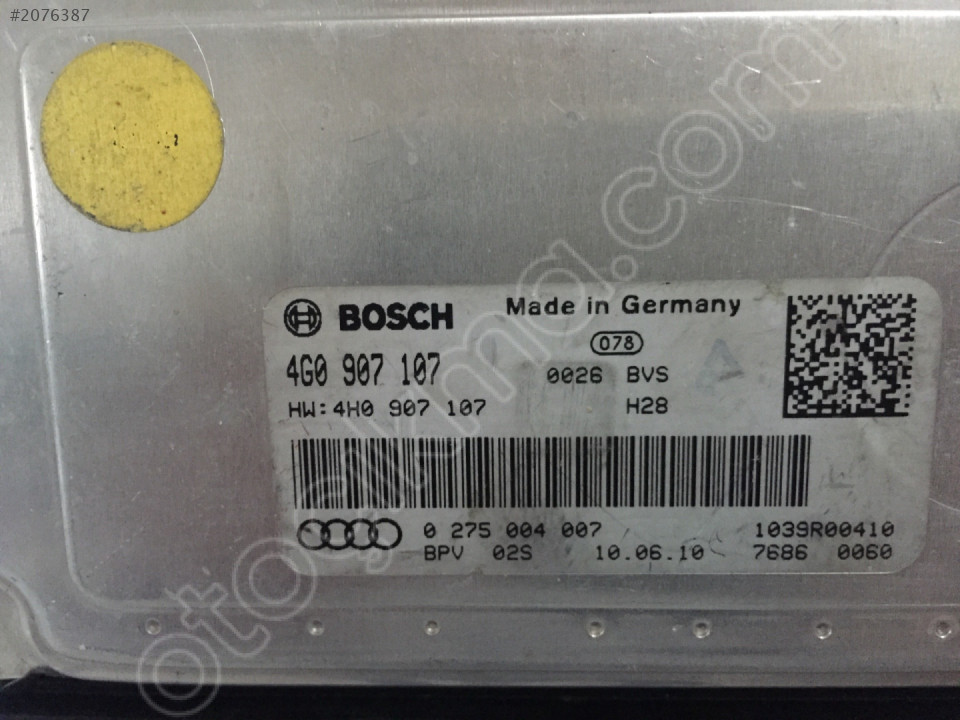 #2076387
BOSCH Made in Germany
078
4G0 907 107 0026 BVS
HW:4H0 907 107 H28
0 275 004 007 1039R00410
BPV 02S 10.06.10 7686 0060
otocikma.com